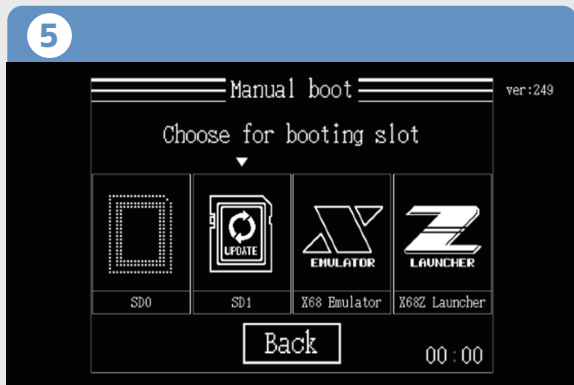 5
Manual boot
ver:249
Choose for booting slot
UPDATE
EMULATOR
LAUNCHER
SD0
SD1
X68 Emulator
X68Z Launcher
Back
00:00